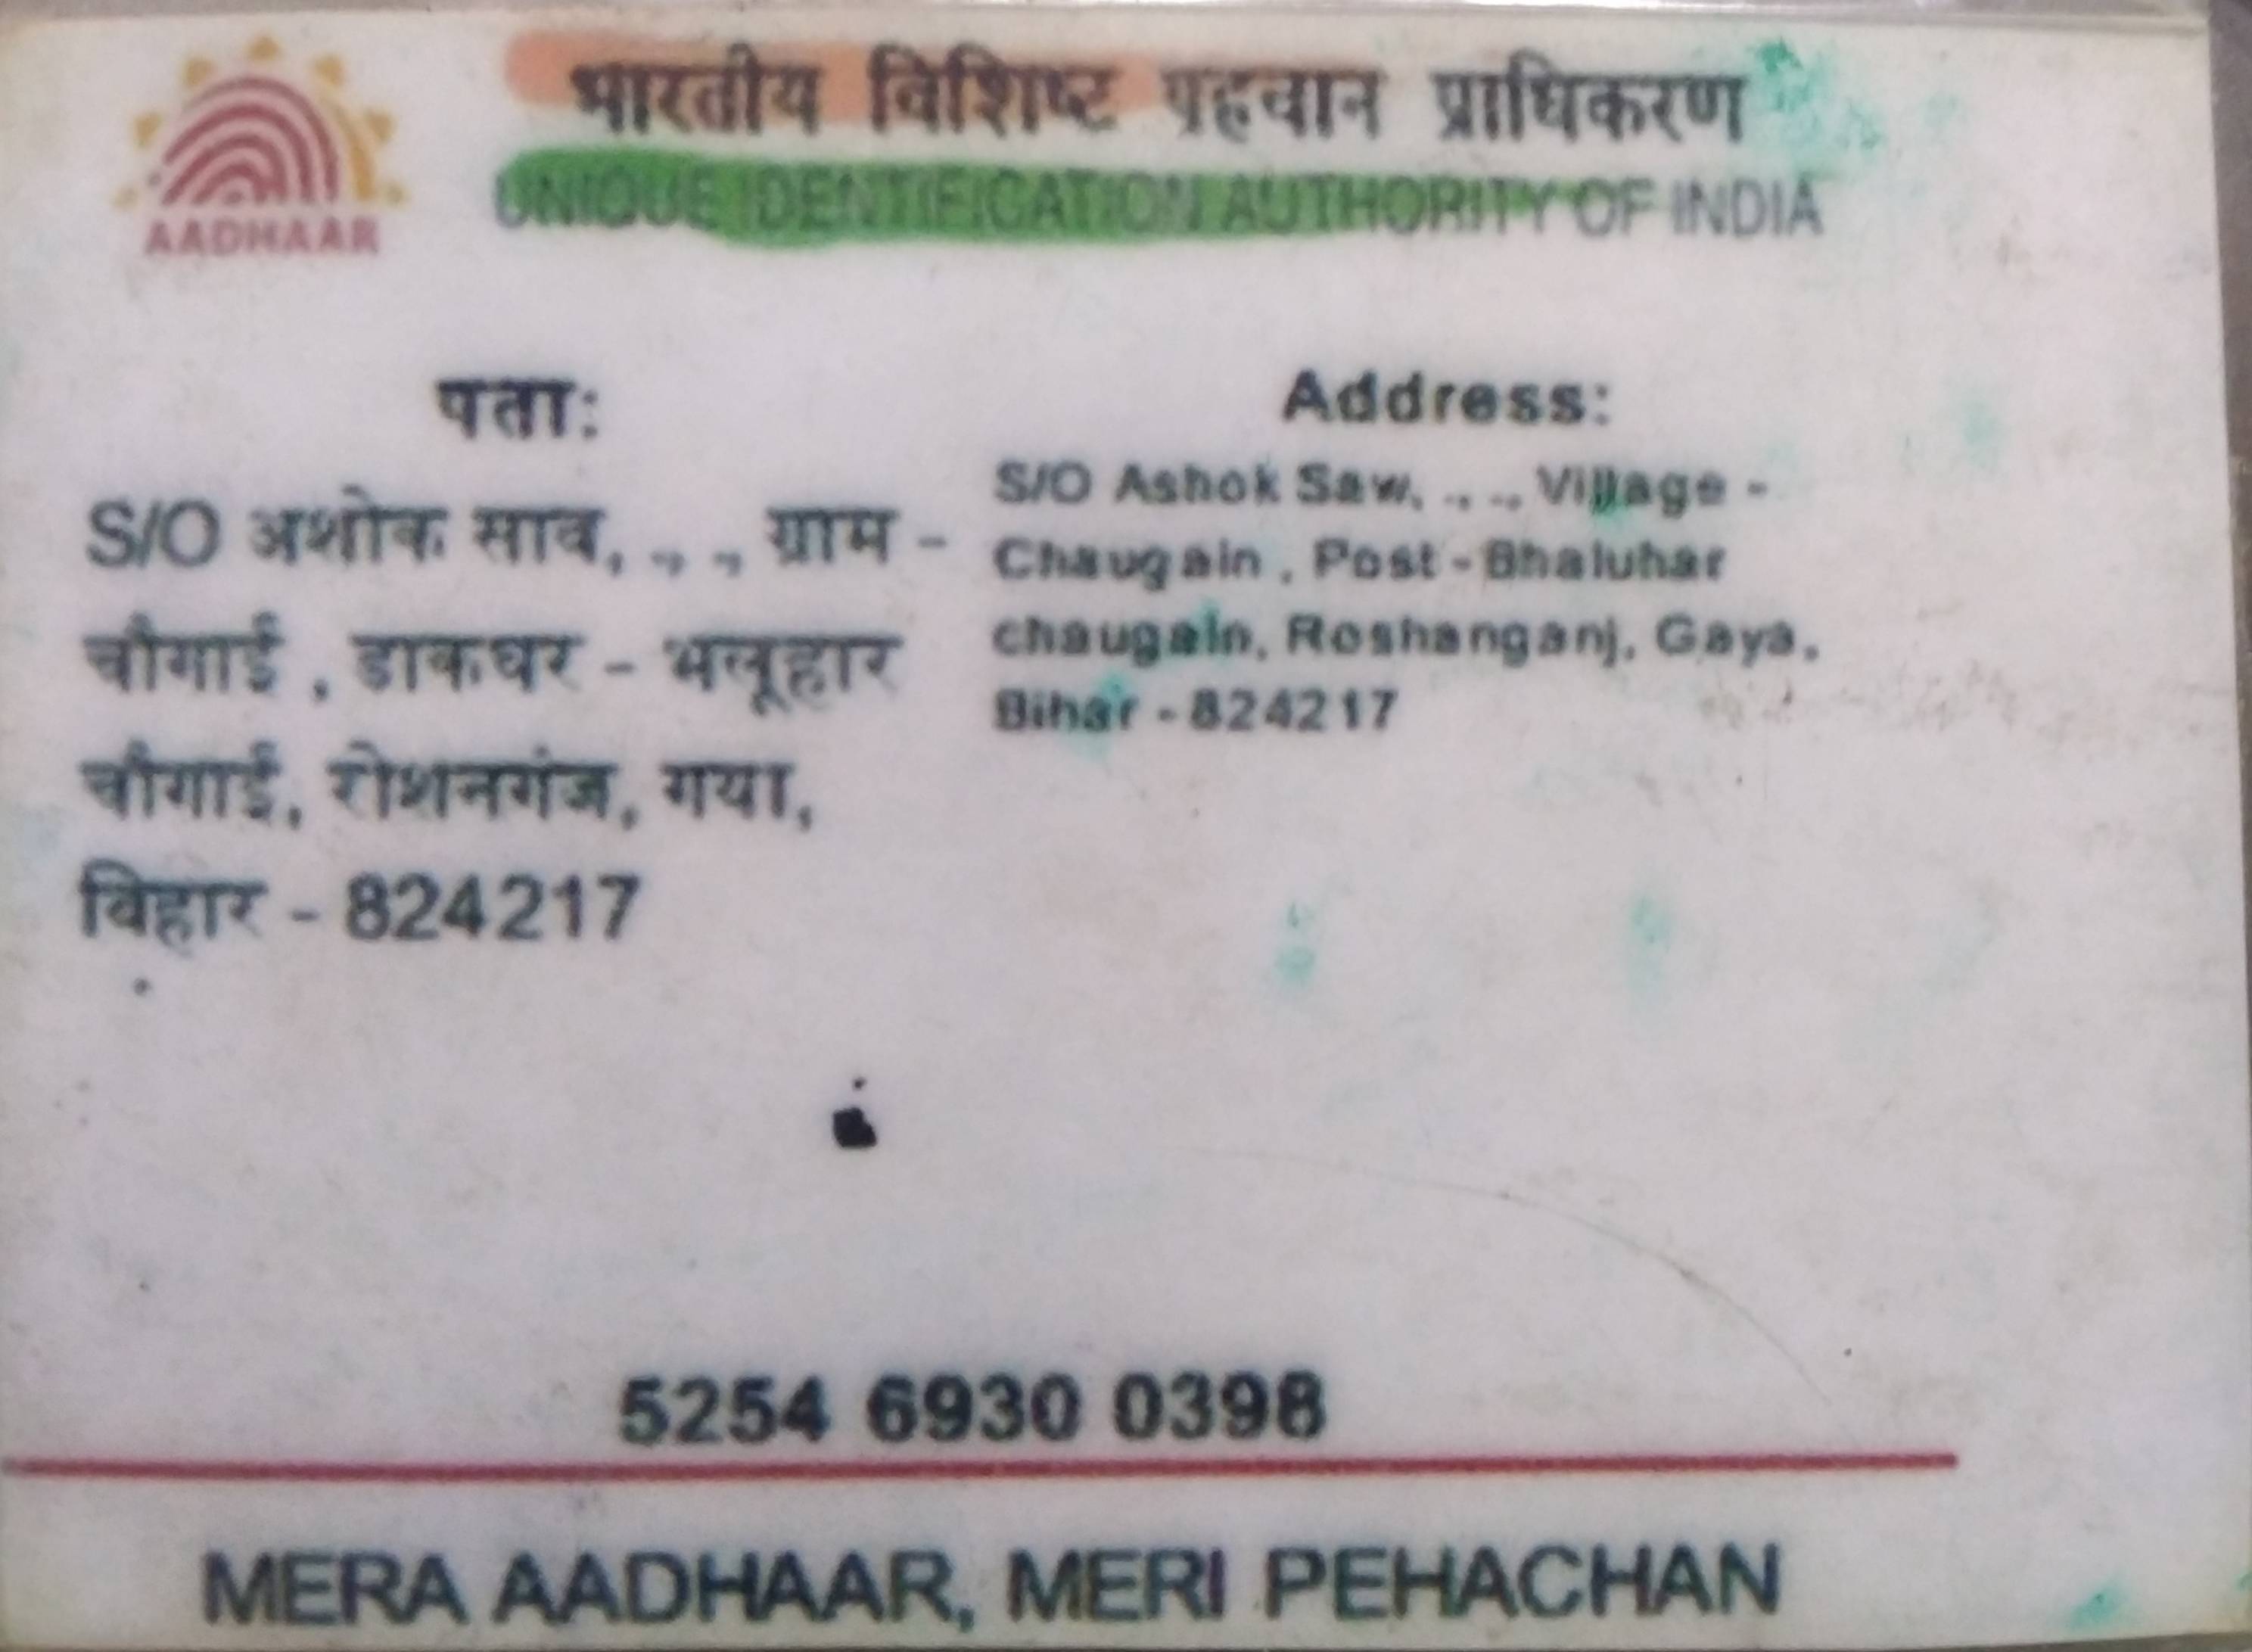 भारतीय विशिष्ट पहचान प्राधिकरण
UNIQUE IDENTIFICATION AUTHORITY OF INDIA
AADHAAR
पता:
S/O अशोक साव, ., ., ग्राम -
चौगाई , डाकघर - भलूहार
चौगाई, रोशनगंज, गया,
बिहार - 824217
Address:
S/O Ashok Saw, ., ., Village -
Chaugain , Post - Bhaluhar
chaugain, Roshanganj, Gaya,
Bihar - 824217
5254 6930 0398
MERA AADHAAR, MERI PEHACHAN